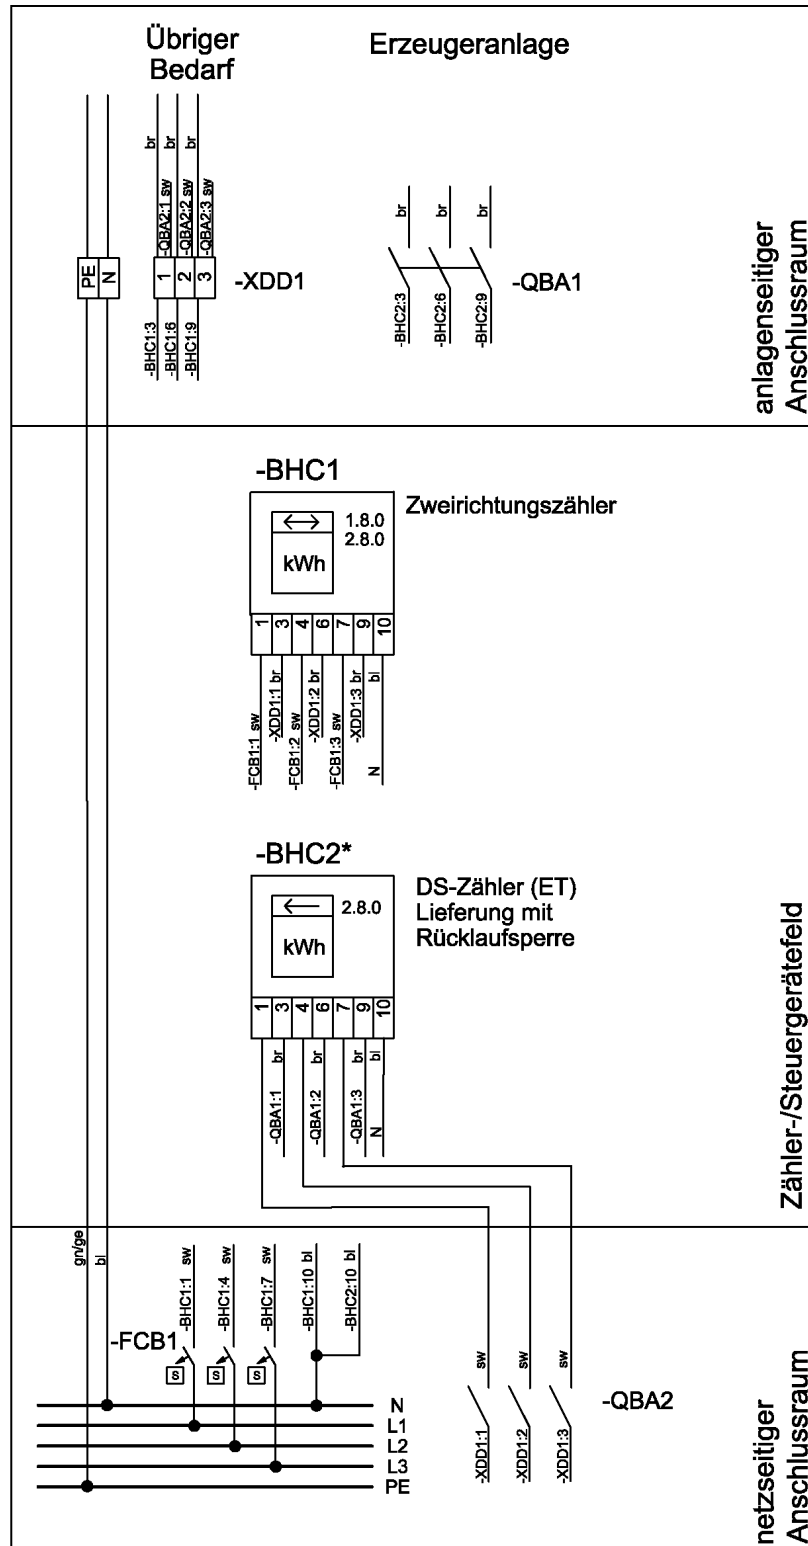 Übriger
Bedarf
Erzeugeranlage
br
br
br
-QBA2:1 sw
-QBA2:2 sw
-QBA2:3 sw
br
br
br
PE
N
1
2
3
-XDD1
-QBA1
-BHC1:3
-BHC1:6
-BHC1:9
-BHC2:3
-BHC2:6
-BHC2:9
anlagenseitiger
Anschlussraum
-BHC1
Zweirichtungszähler
1.8.0
2.8.0
kWh
1
3
4
6
7
9
10
-FCB1:1 sw
-XDD1:1 br
-FCB1:2 sw
-XDD1:2 br
-FCB1:3 sw
-XDD1:3 br
N
bl
-BHC2*
DS-Zähler (ET)
Lieferung mit
Rücklaufsperre
2.8.0
kWh
1
3
4
6
7
9
10
-QBA1:1 br
-QBA1:2 br
-QBA1:3 br
N
bl
Zähler-/Steuergerätefeld
gn/ge
bl
-BHC1:1 sw
-BHC1:4 sw
-BHC1:7 sw
-BHC1:10 bl
-BHC2:10 bl
-FCB1
S
S
S
sw
sw
sw
-QBA2
N
L1
L2
L3
PE
-XDD1:1
-XDD1:2
-XDD1:3
netzseitiger
Anschlussraum